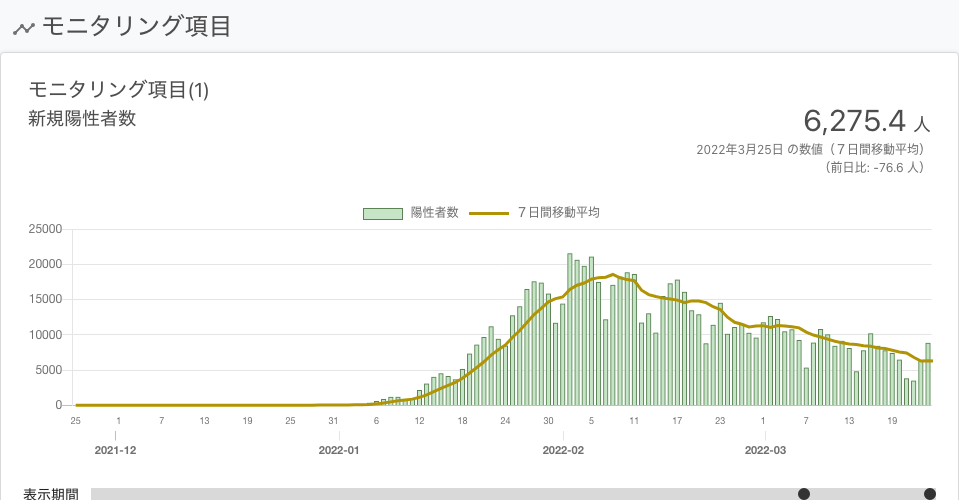 モニタリング項目
モニタリング項目(1)
新規陽性者数
6,275.4 人
2022年3月25日 の数値（７日間移動平均）
（前日比: -76.6 人）
陽性者数 ７日間移動平均
25000
20000
15000
10000
5000
0
25 1 7 13 19 25 31 6 12 18 24 30 5 11 17 23 1 7 13 19
2021-12 2022-01 2022-02 2022-03
表示期間